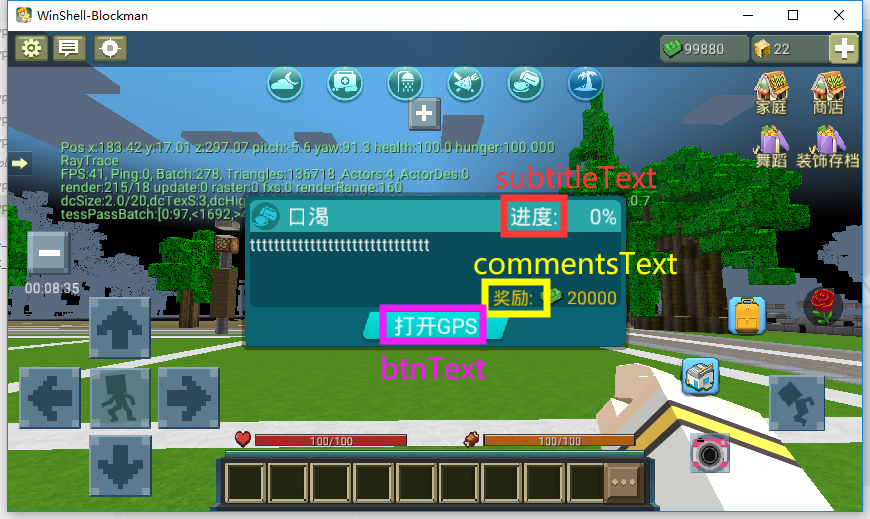 WinShell-Blockman
99880
22
家庭
商店
舞蹈
装饰存档
Pos x:183.42 y:17.01 z:297.07 pitch:-5.6 yaw:91.3 health:100.0 hunger:100.000
RayTrace
FPS:41, Ping:0, Batch:278, Triangles:136718 ,Actors:4 ,ActorDes:0
render:215/18 update:0 raster:0 fxs:0 renderRange:160
dcSize:2.0/20,dcTexS:3,dcHig
:0.7
tessPassBatch:[0:97,<1692,>4
subtitleText
口渴
进度:
0%
tttttttttttttttttttttttttttttt
commentsText
奖励:
20000
00:08:35
打开GPS
btnText
100/100
100/100